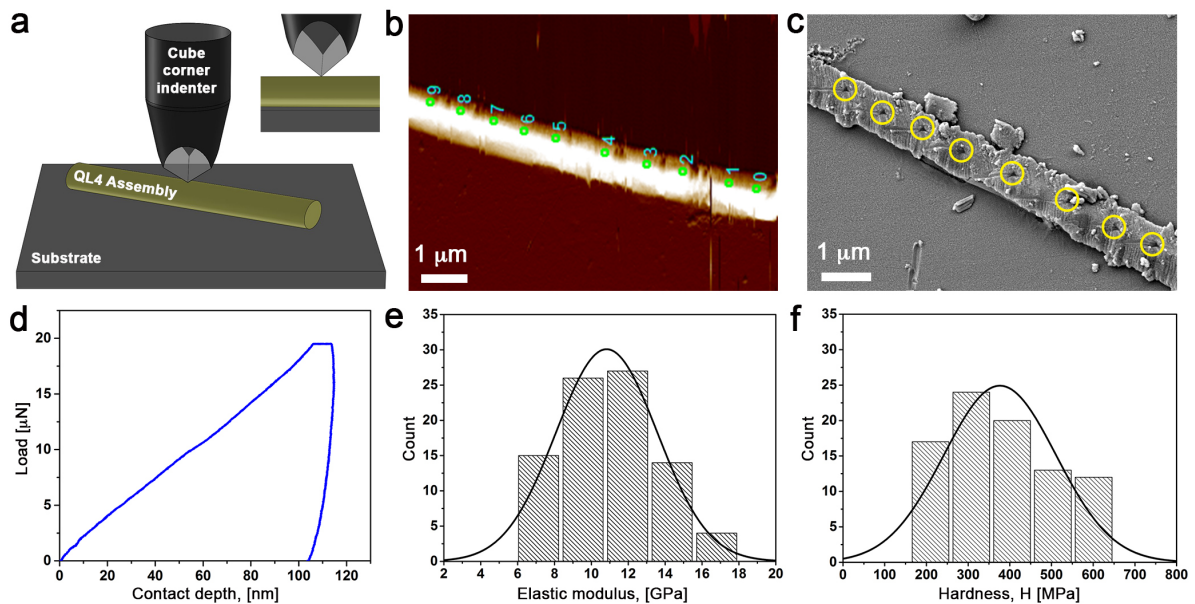 a
Cube
corner
indenter
QL4 Assembly
Substrate
b
9
8
7
6
5
4
3
2
1
0
1 μm
c
1 μm
d
Load [μN]
20
15
10
5
0
0 20 40 60 80 100 120
Contact depth, [nm]
e
Count
35
30
25
20
15
10
5
0
2 4 6 8 10 12 14 16 18 20
Elastic modulus, [GPa]
f
Count
35
30
25
20
15
10
5
0
0 100 200 300 400 500 600 700 800
Hardness, H [MPa]